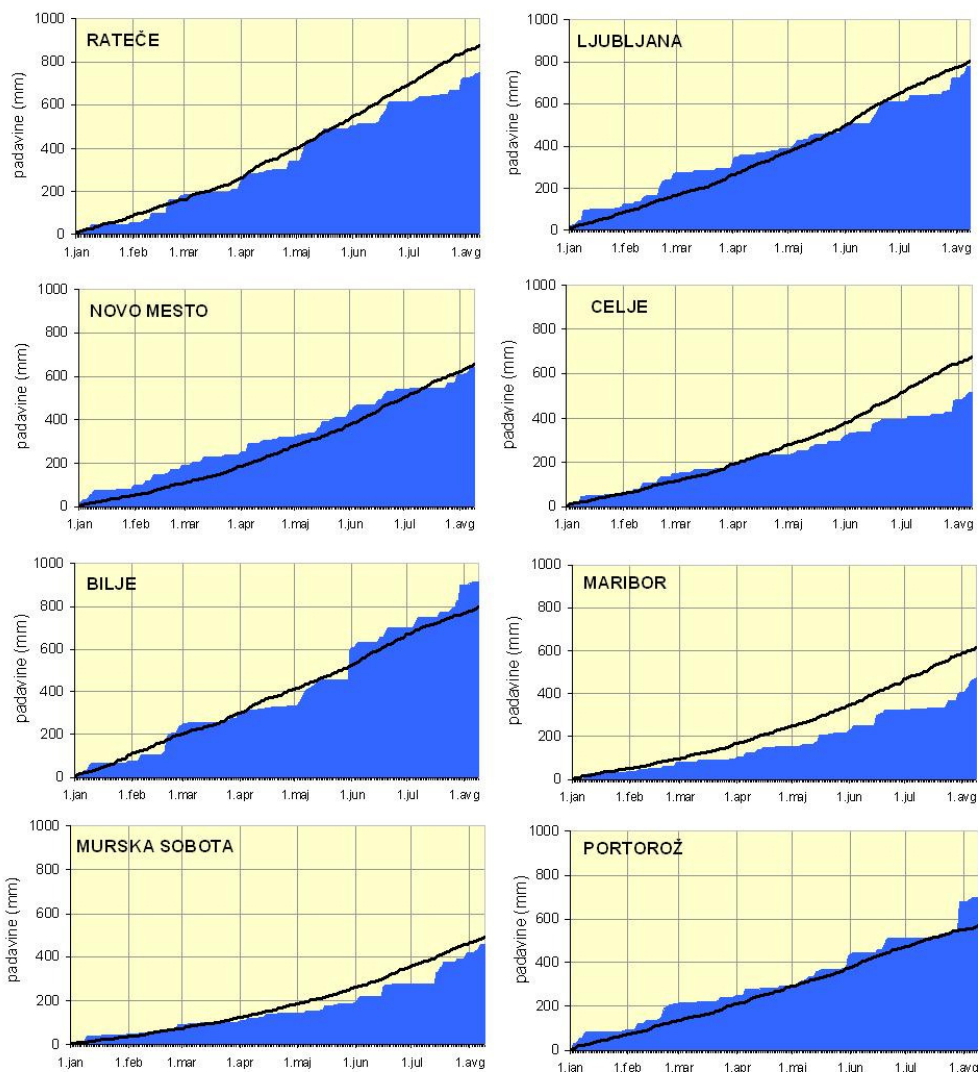 RATEČE
padavine (mm)
1000
800
600
400
200
0
1.jan 1.feb 1.mar 1.apr 1.maj 1.jun 1.jul 1.avg
LJUBLJANA
padavine (mm)
1000
800
600
400
200
0
1.jan 1.feb 1.mar 1.apr 1.maj 1.jun 1.jul 1.avg
NOVO MESTO
padavine (mm)
1000
800
600
400
200
0
1.jan 1.feb 1.mar 1.apr 1.maj 1.jun 1.jul 1.avg
CELJE
padavine (mm)
1000
800
600
400
200
0
1.jan 1.feb 1.mar 1.apr 1.maj 1.jun 1.jul 1.avg
BILJE
padavine (mm)
1000
800
600
400
200
0
1.jan 1.feb 1.mar 1.apr 1.maj 1.jun 1.jul 1.avg
MARIBOR
padavine (mm)
1000
800
600
400
200
0
1.jan 1.feb 1.mar 1.apr 1.maj 1.jun 1.jul 1.avg
MURSKA SOBOTA
padavine (mm)
1000
800
600
400
200
0
1.jan 1.feb 1.mar 1.apr 1.maj 1.jun 1.jul 1.avg
PORTOROŽ
padavine (mm)
1000
800
600
400
200
0
1.jan 1.feb 1.mar 1.apr 1.maj 1.jun 1.jul 1.avg